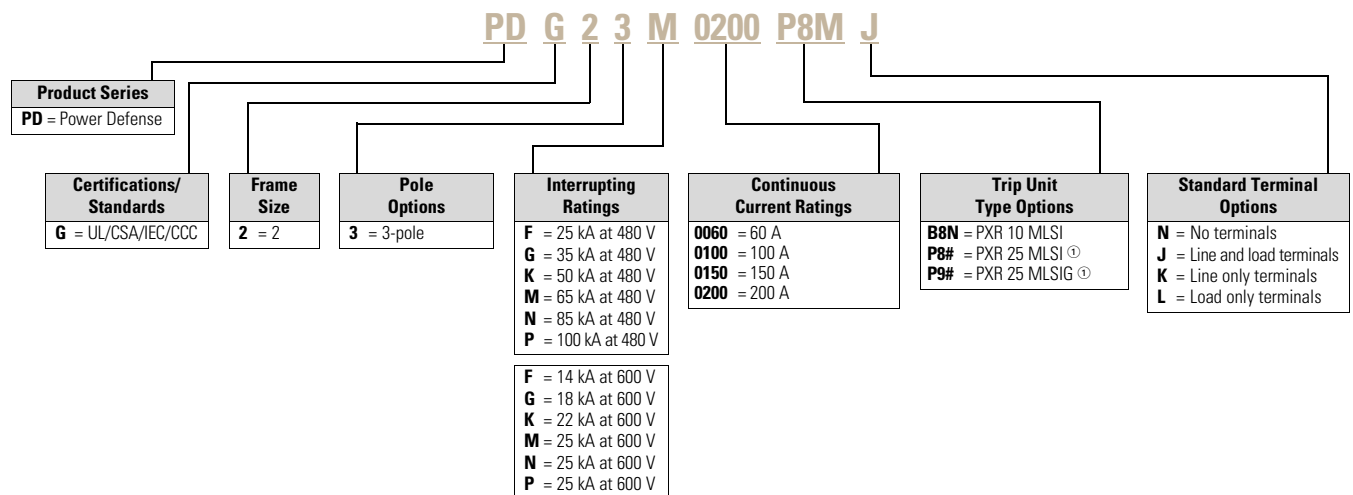 PD G 2 3 M 0200 P8M J
Product Series
PD = Power Defense
Certifications/
Standards
G = UL/CSA/IEC/CCC
Frame
Size
2 = 2
Pole
Options
3 = 3-pole
Interrupting
Ratings
F = 25 kA at 480 V
G = 35 kA at 480 V
K = 50 kA at 480 V
M = 65 kA at 480 V
N = 85 kA at 480 V
P = 100 kA at 480 V
F = 14 kA at 600 V
G = 18 kA at 600 V
K = 22 kA at 600 V
M = 25 kA at 600 V
N = 25 kA at 600 V
P = 25 kA at 600 V
Continuous
Current Ratings
0060 = 60 A
0100 = 100 A
0150 = 150 A
0200 = 200 A
Trip Unit
Type Options
B8N = PXR 10 MLSI
P8# = PXR 25 MLSI ①
P9# = PXR 25 MLSIG ①
Standard Terminal
Options
N = No terminals
J = Line and load terminals
K = Line only terminals
L = Load only terminals